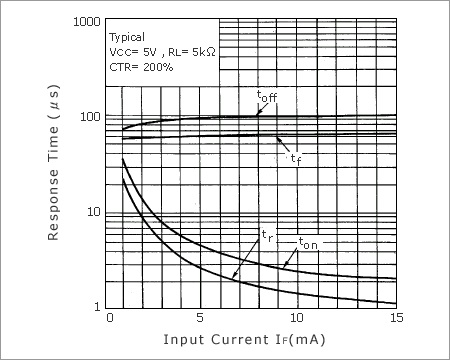 1000
Typical
VCC= 5V , RL= 5kΩ
CTR= 200%
toff
100
tf
Response Time ( μs)
10
tr
ton
1
0 5 10 15
Input Current IF(mA)